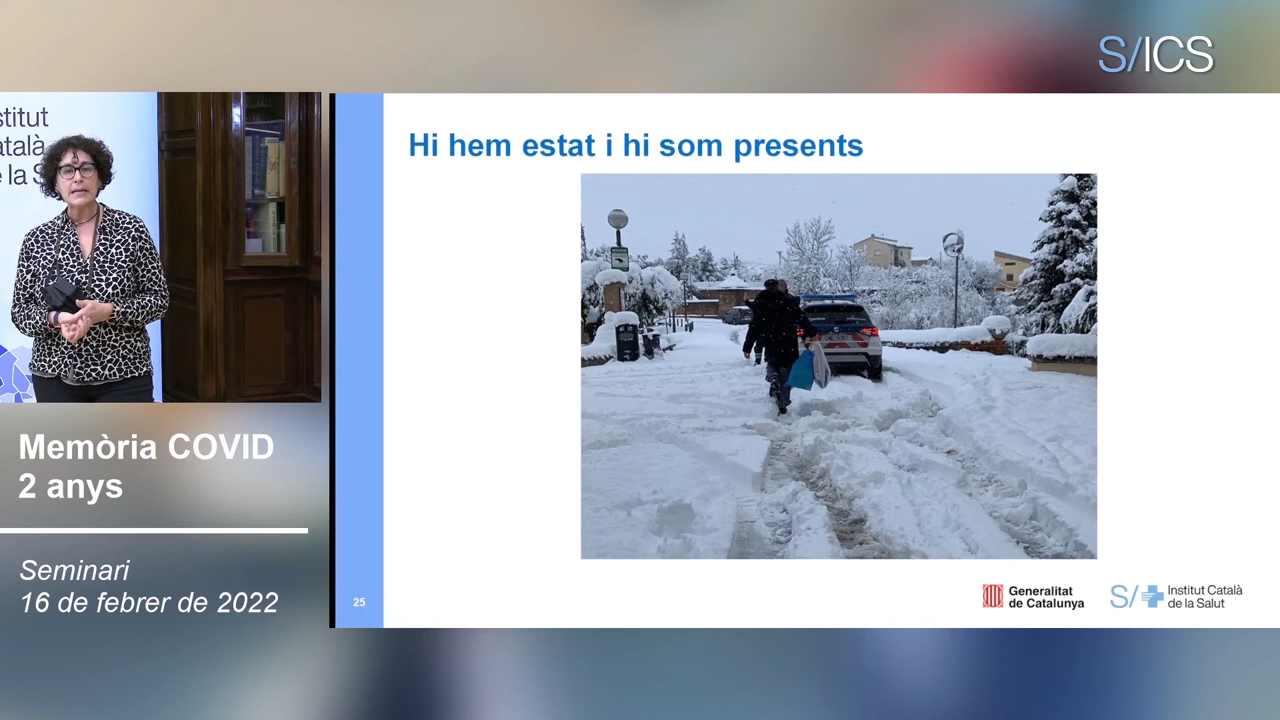 S/ICS
stitut
atalà
e la S
Hi hem estat i hi som presents
Memòria COVID
2 anys
Seminari
16 de febrer de 2022
25
Generalitat
de Catalunya
S/
Institut Català
de la Salut